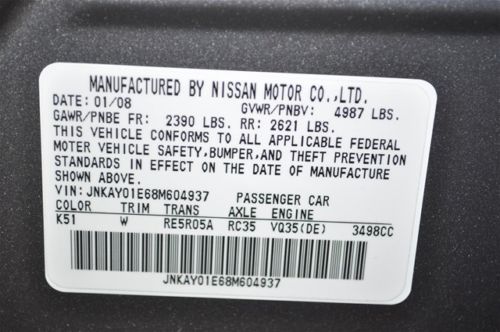 MANUFACTURED BY NISSAN MOTOR CO.,LTD.
DATE: 01/08 GVWR/PNBV: 4987 LBS.
GAWR/PNBE FR: 2390 LBS. RR: 2621 LBS.
THIS VEHICLE CONFORMS TO ALL APPLICABLE FEDERAL
MOTER VEHICLE SAFETY,BUMPER,AND THEFT PREVENTION
STANDARDS IN EFFECT ON THE DATE OF MANUFACTURE
SHOWN ABOVE.
VIN: JNKAY01E68M604937 PASSENGER CAR
COLOR TRIM TRANS AXLE ENGINE
K51 W RE5R05A RC35 VQ35(DE) 3498CC
JNKAY01E68M604937